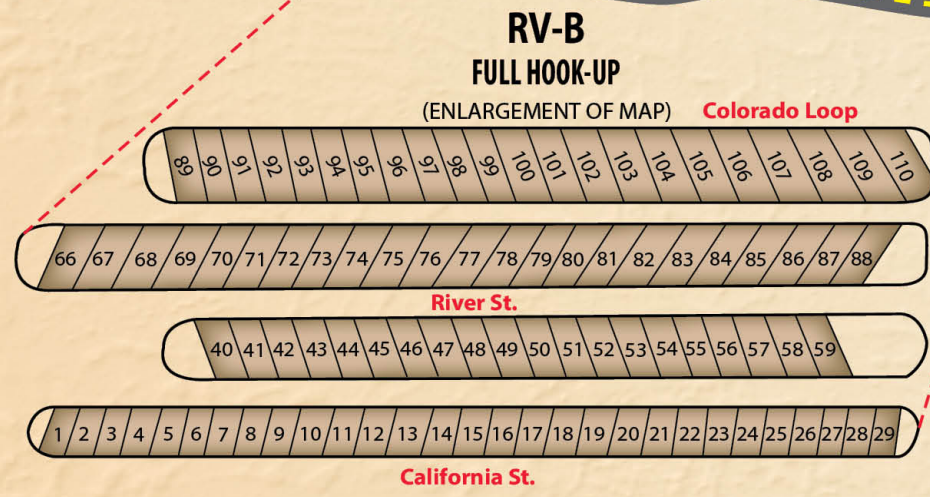 RV-B
FULL HOOK-UP
(ENLARGEMENT OF MAP) Colorado Loop
89 90 91 92 93 94 95 96 97 98 99 100 101 102 103 104 105 106 107 108 109 110
66 67 68 69 70 71 72 73 74 75 76 77 78 79 80 81 82 83 84 85 86 87 88
River St.
40 41 42 43 44 45 46 47 48 49 50 51 52 53 54 55 56 57 58 59
1 2 3 4 5 6 7 8 9 10 11 12 13 14 15 16 17 18 19 20 21 22 23 24 25 26 27 28 29
California St.